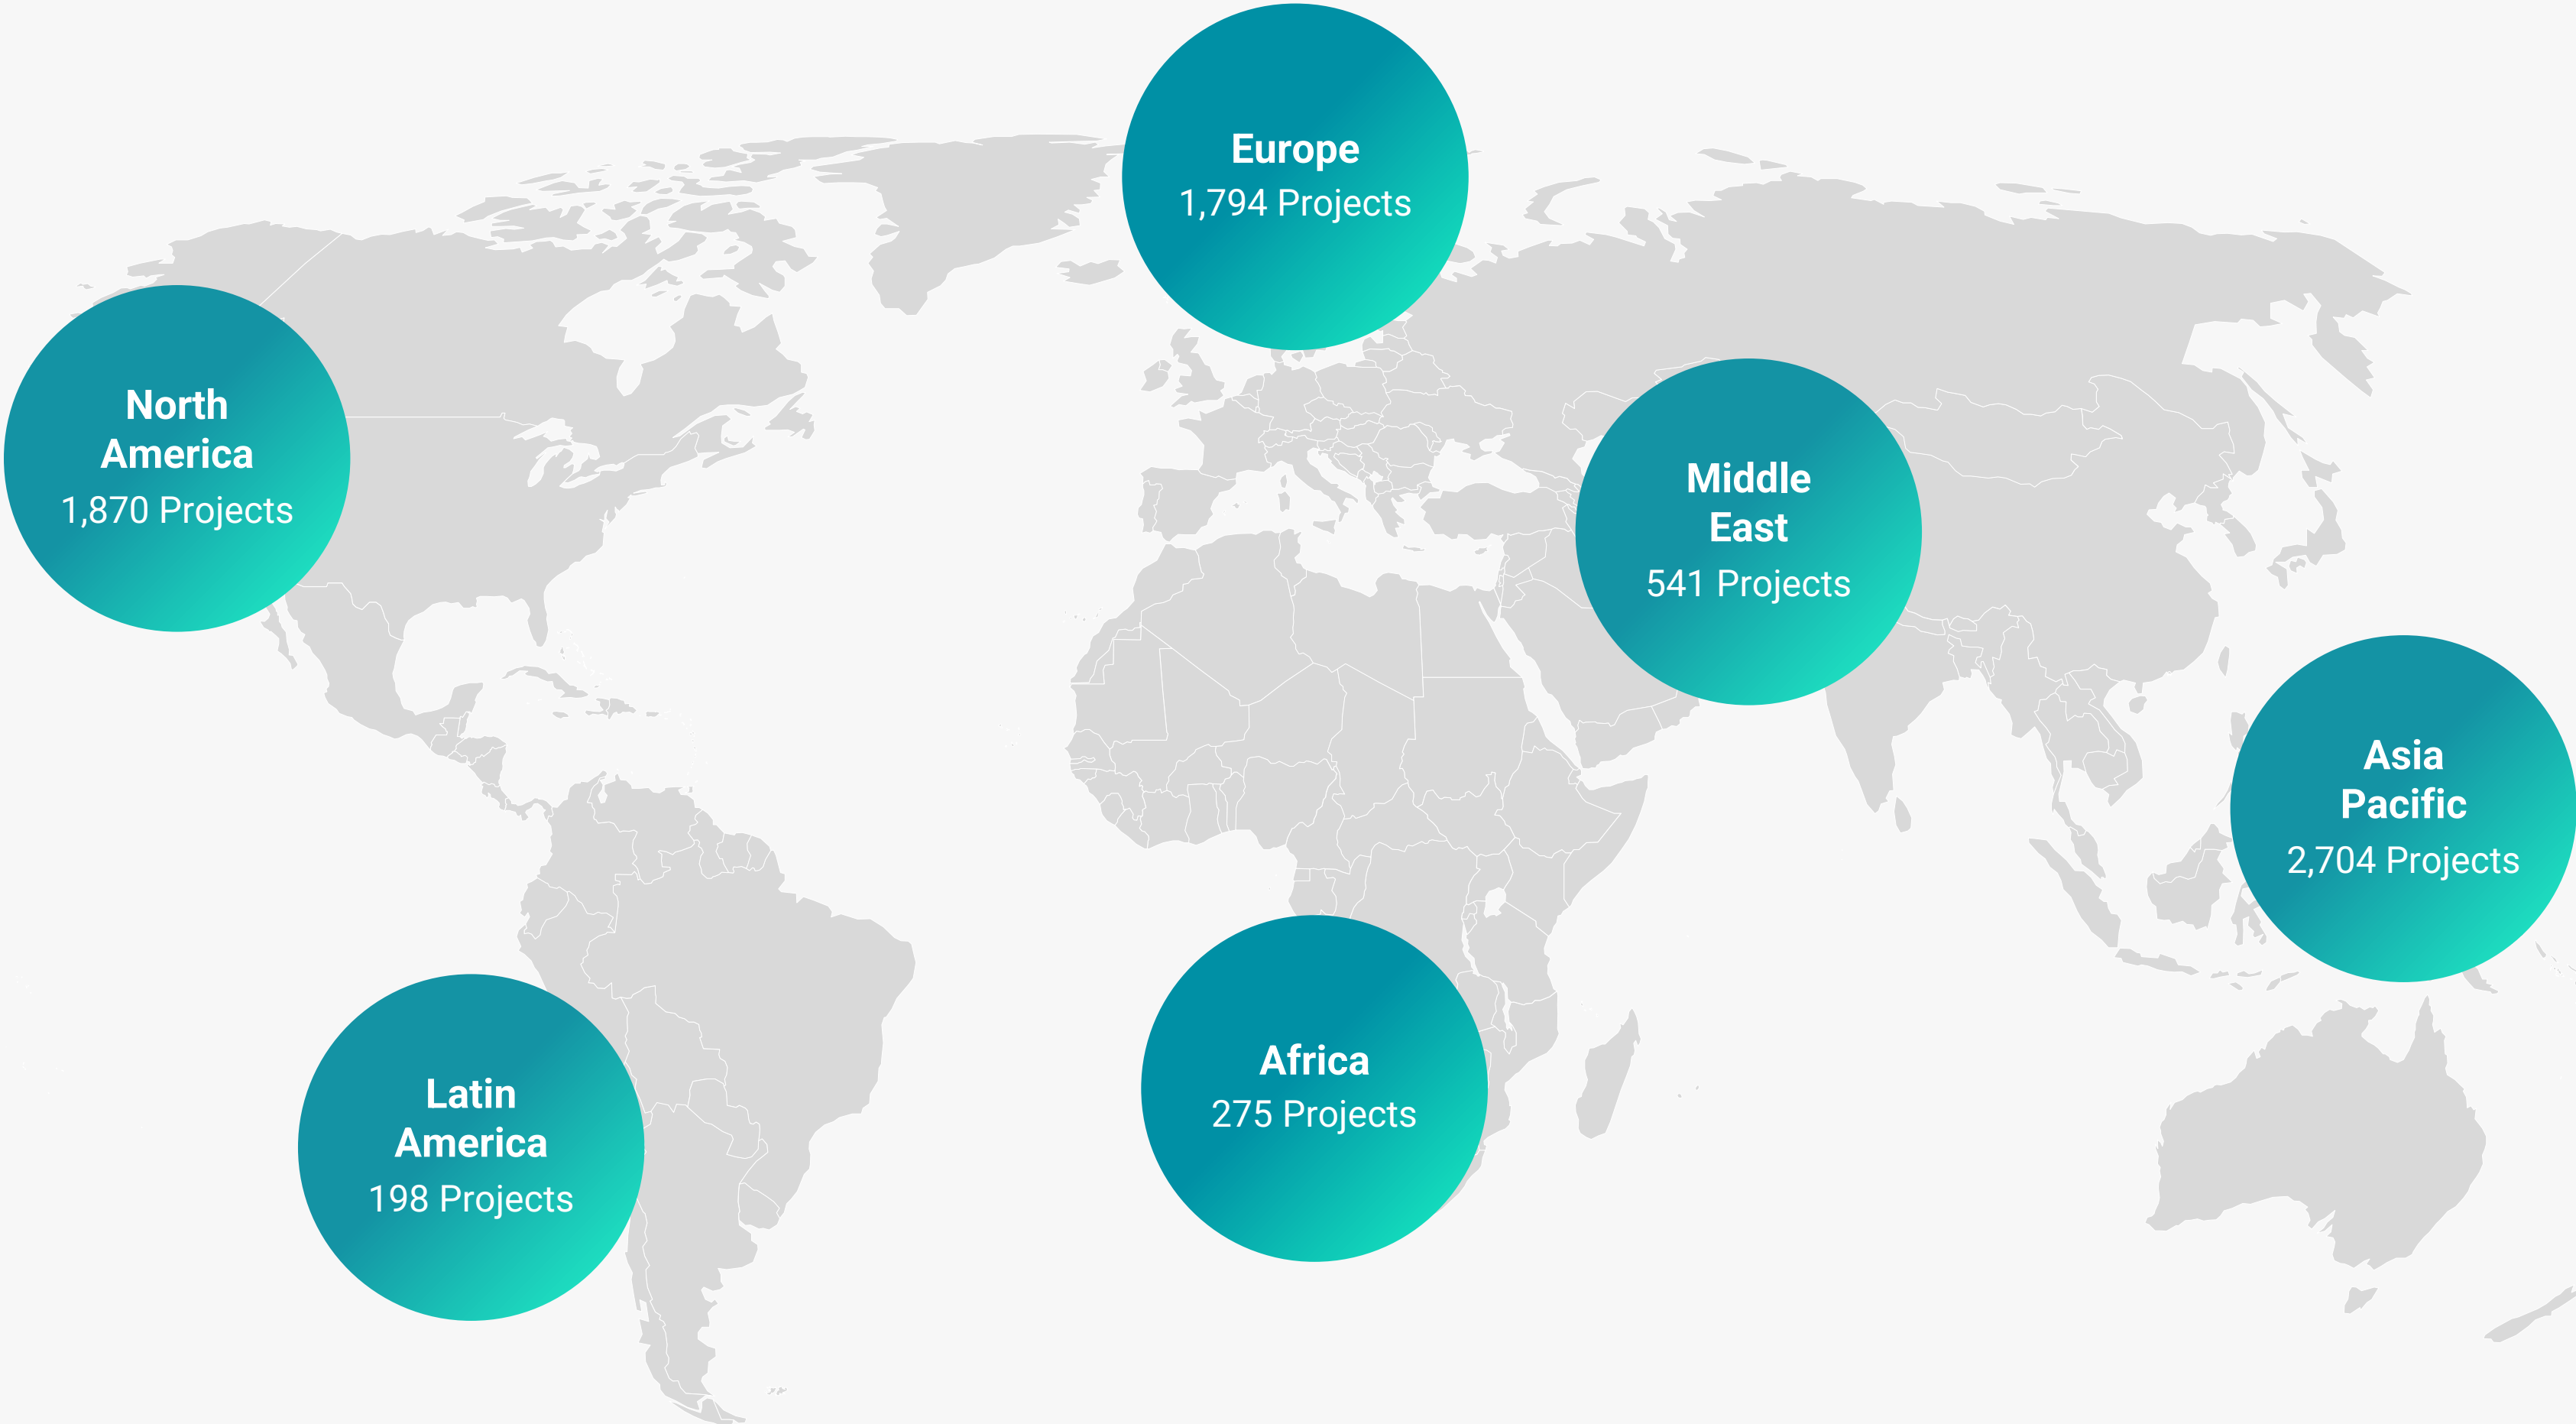 Europe
1,794 Projects
North
America
1,870 Projects
Middle
East
541 Projects
Asia
Pacific
2,704 Projects
Latin
America
198 Projects
Africa
275 Projects